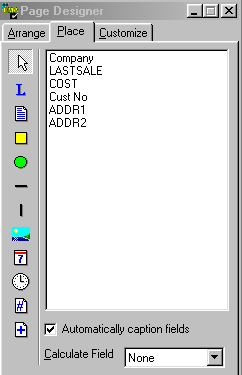 Page Designer
Arrange Place Customize
Company
LASTSALE
COST
Cust No
ADDR1
ADDR2
L
7
#
Automatically caption fields
Calculate Field None